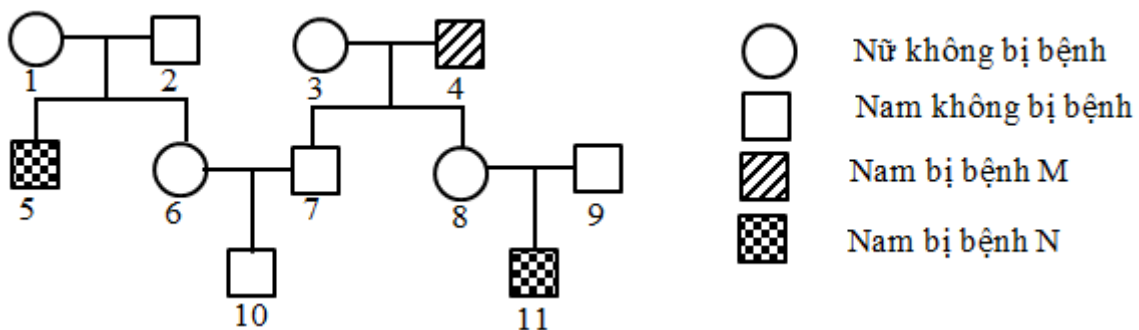 1 2 3 4
5 6 7 8 9
10 11
Nữ không bị bệnh
Nam không bị bệnh
Nam bị bệnh M
Nam bị bệnh N